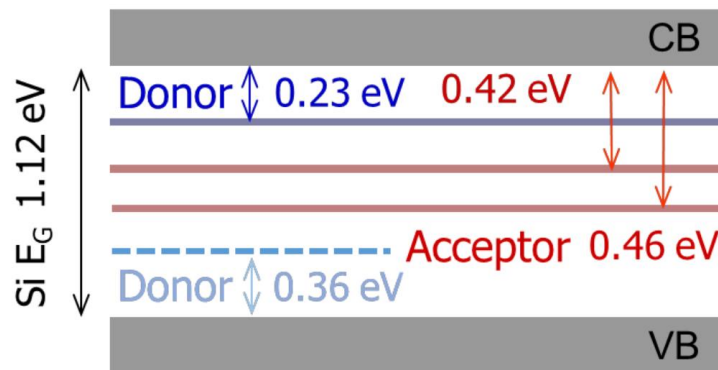 CB
Donor 0.23 eV 0.42 eV
Si E_G 1.12 eV
Acceptor 0.46 eV
Donor 0.36 eV
VB